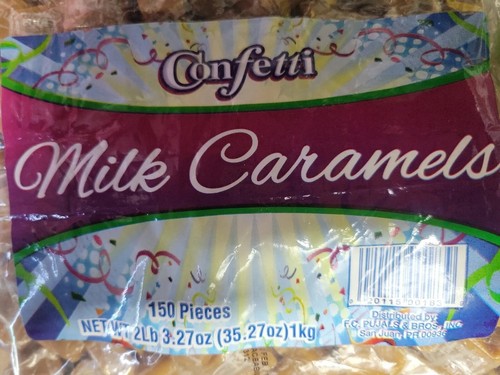 Confetti
Milk Caramels
150 Pieces
NET WT 2Lb 3.27oz (35.27oz)1kg
Distributed by
F.C. PUJALS & BROS., INC
San Juan, PR